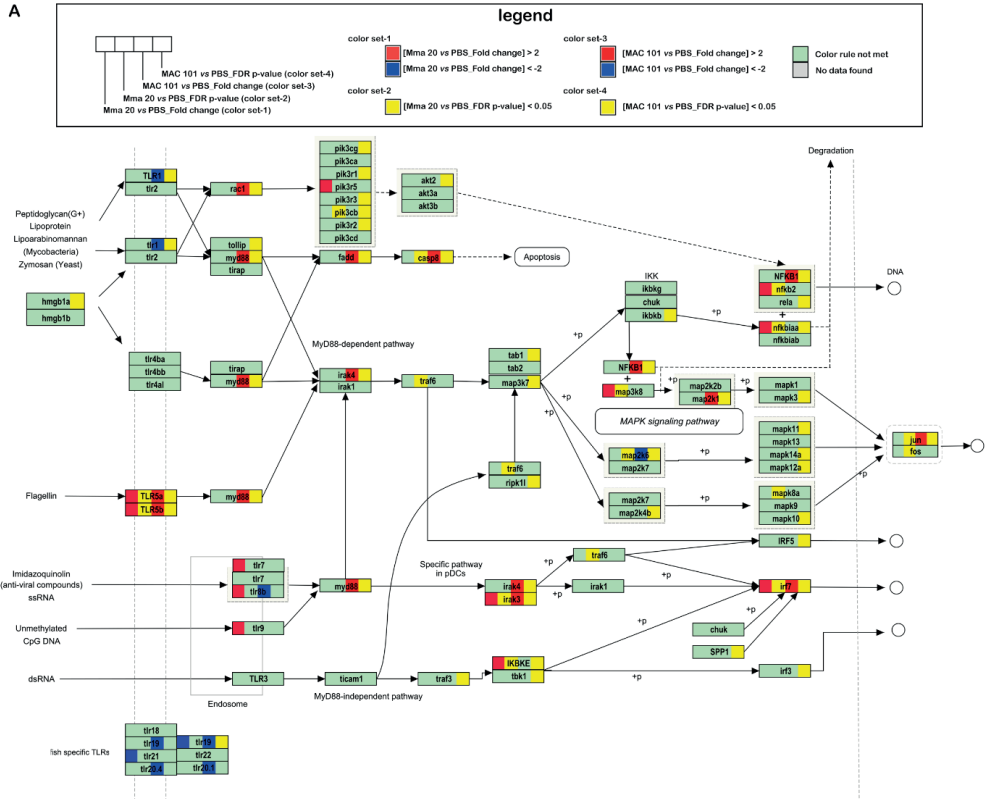 A
legend
color set-1
[Mma 20 vs PBS_Fold change] > 2
[Mma 20 vs PBS_Fold change] < -2
color set-2
[Mma 20 vs PBS_FDR p-value] < 0.05
color set-3
[MAC 101 vs PBS_Fold change] > 2
[MAC 101 vs PBS_Fold change] < -2
color set-4
[MAC 101 vs PBS_FDR p-value] < 0.05
Color rule not met
No data found
MAC 101 vs PBS_FDR p-value (color set-4)
MAC 101 vs PBS_Fold change (color set-3)
Mma 20 vs PBS_FDR p-value (color set-2)
Mma 20 vs PBS_Fold change (color set-1)
Peptidoglycan(G+)
Lipoprotein
Lipoarabinomannan
(Mycobacteria)
Zymosan (Yeast)
hmgb1a
hmgb1b
TLR1
tlr2
tlr1
tlr2
tlr4ba
tlr4bb
tlr4al
rac1
tollip
myd88
tirap
tirap
myd88
pik3cg
pik3ca
pik3r1
pik3r5
pik3r3
pik3cb
pik3r2
pik3cd
akt2
akt3a
akt3b
fadd
casp8
Apoptosis
MyD88-dependent pathway
irak4
irak1
traf6
tab1
tab2
map3k7
IKK
ikbkg
chuk
ikbkb
+p
+p
+p
+p
NFKB1
+
map3k8
+p
map2k2b
map2k1
+p
MAPK signaling pathway
Degradation
NFKB1
nfkb2
rela
+
nfkbiaa
nfkbiab
DNA
mapk1
mapk3
map2k6
map2k7
+p
mapk11
mapk13
mapk14a
mapk12a
map2k7
map2k4b
+p
mapk8a
mapk9
mapk10
jun
fos
traf6
ripk1l
Flagellin
TLR5a
TLR5b
myd88
IRF5
Imidazoquinolin
(anti-viral compounds)
ssRNA
tlr7
tlr7
tlr8b
myd88
Specific pathway
in pDCs
irak4
irak3
+p
+p
traf6
irak1
+p
+p
irf7
Unmethylated
CpG DNA
tlr9
+p
chuk
SPP1
+p
dsRNA
TLR3
Endosome
ticam1
MyD88-independent pathway
traf3
IKBKE
tbk1
+p
irf3
fish specific TLRs
tlr18
tlr19
tlr21
tlr20.4
tlr19
tlr22
tlr20.1